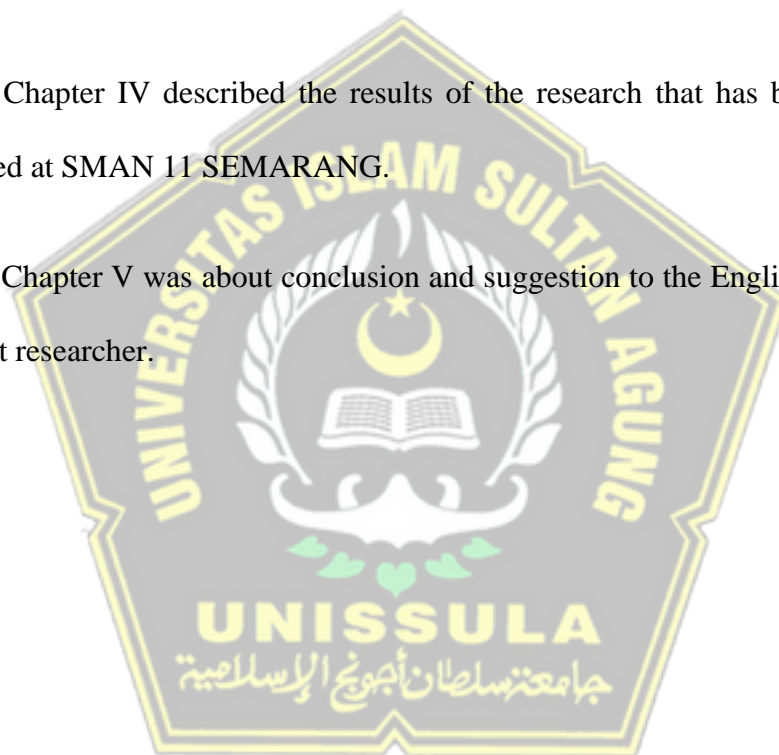 Chapter IV described the results of the research that has b
ed at SMAN 11 SEMARANG.
Chapter V was about conclusion and suggestion to the Engli
t researcher.
UNIVERSITAS ISLAM SULTAN AGUNG
UNISSULA
جامعة سلطان أجونج الإسلامية